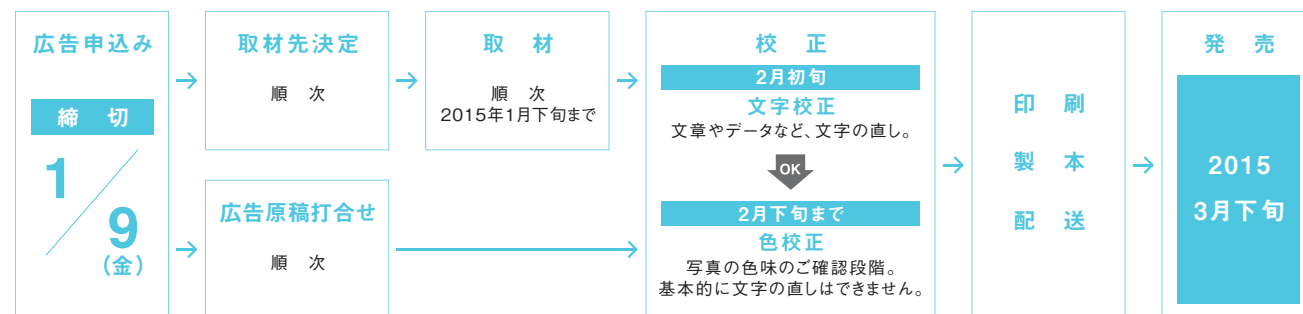 広告申込み
締 切
1/9
(金)
取材先決定
順 次
取 材
順 次
2015年1月下旬まで
広告原稿打合せ
順 次
校 正
2月初旬
文字校正
文章やデータなど、文字の直し。
OK
2月下旬まで
色校正
写真の色味のご確認段階。
基本的に文字の直しはできません。
印 刷
製 本
配 送
発 売
2015
3月下旬